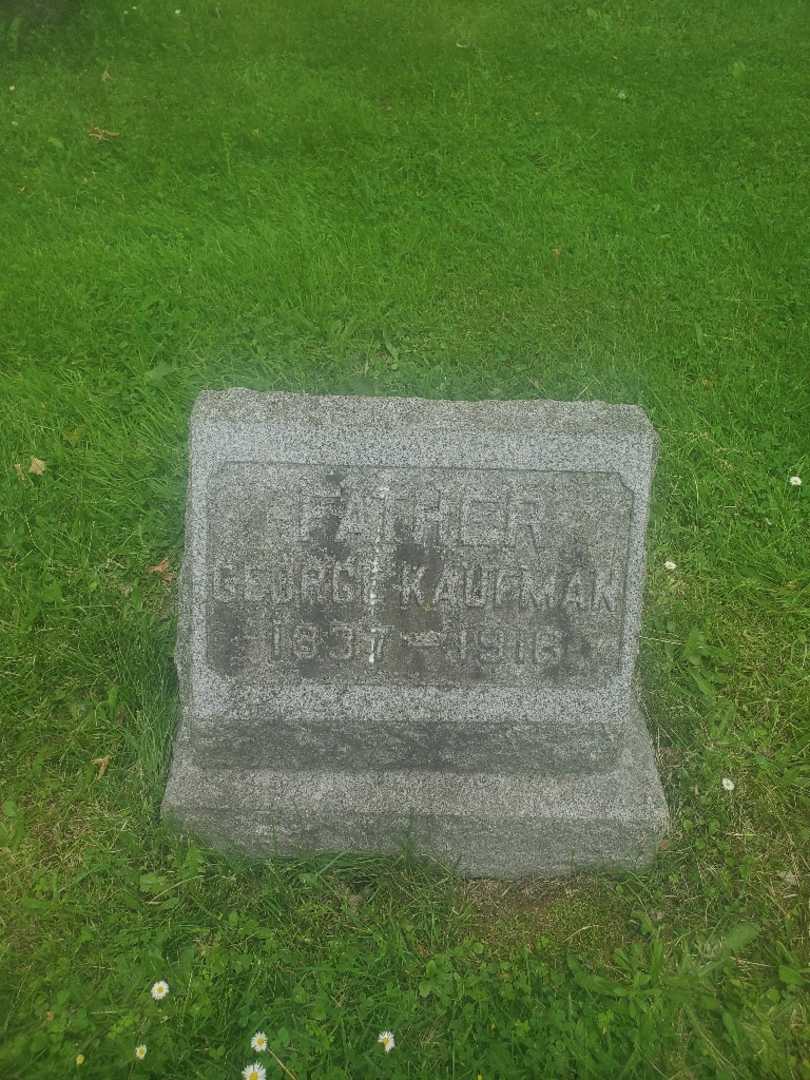 FATHER
GEORGE KAUFMAN
1837 — 1916